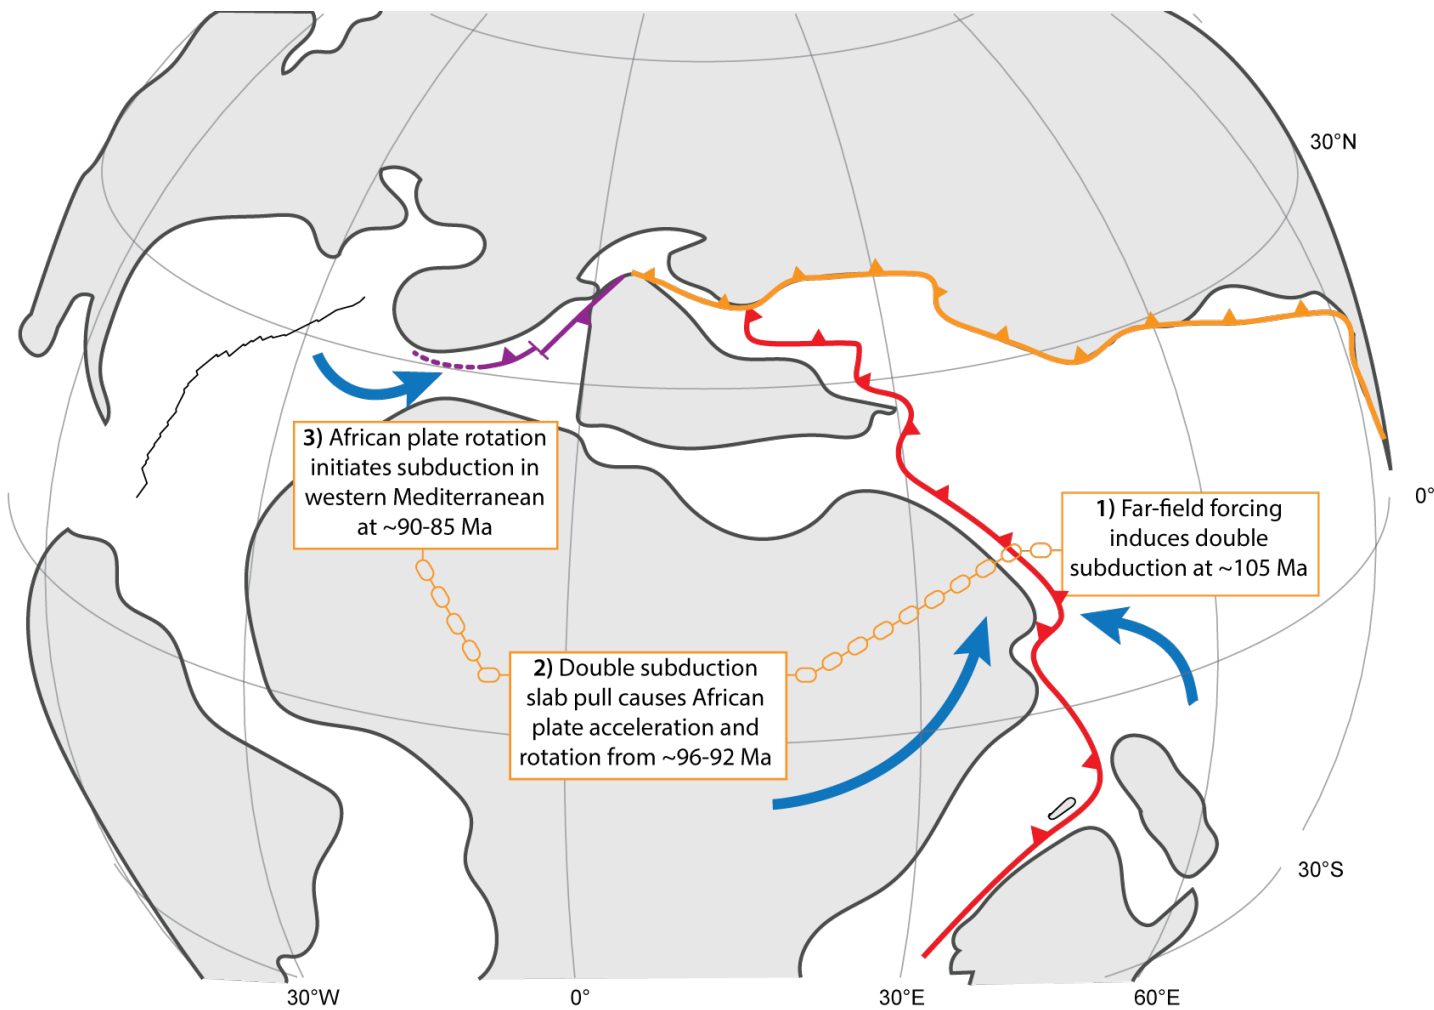 30°N
3) African plate rotation
initiates subduction in
western Mediterranean
at ~90-85 Ma
0°
1) Far-field forcing
induces double
subduction at ~105 Ma
2) Double subduction
slab pull causes African
plate acceleration and
rotation from ~96-92 Ma
30°S
30°W
0°
30°E
60°E